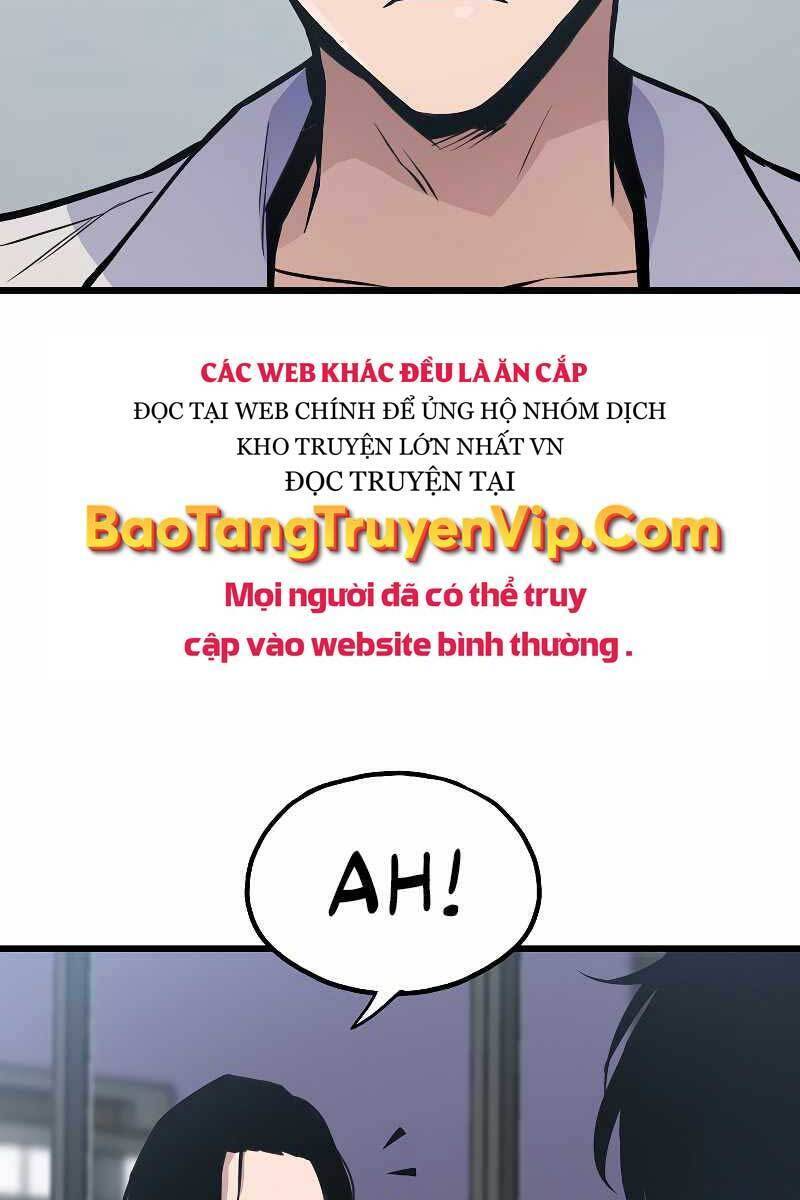 CÁC WEB KHÁC ĐỀU LÀ ĂN CẮP
ĐỌC TẠI WEB CHÍNH ĐỂ ỦNG HỘ NHÓM DỊCH
KHO TRUYỆN LỚN NHẤT VN
ĐỌC TRUYỆN TẠI
BaoTangTruyenVip.Com
Mọi người đã có thể truy
cập vào website bình thường.
AH!